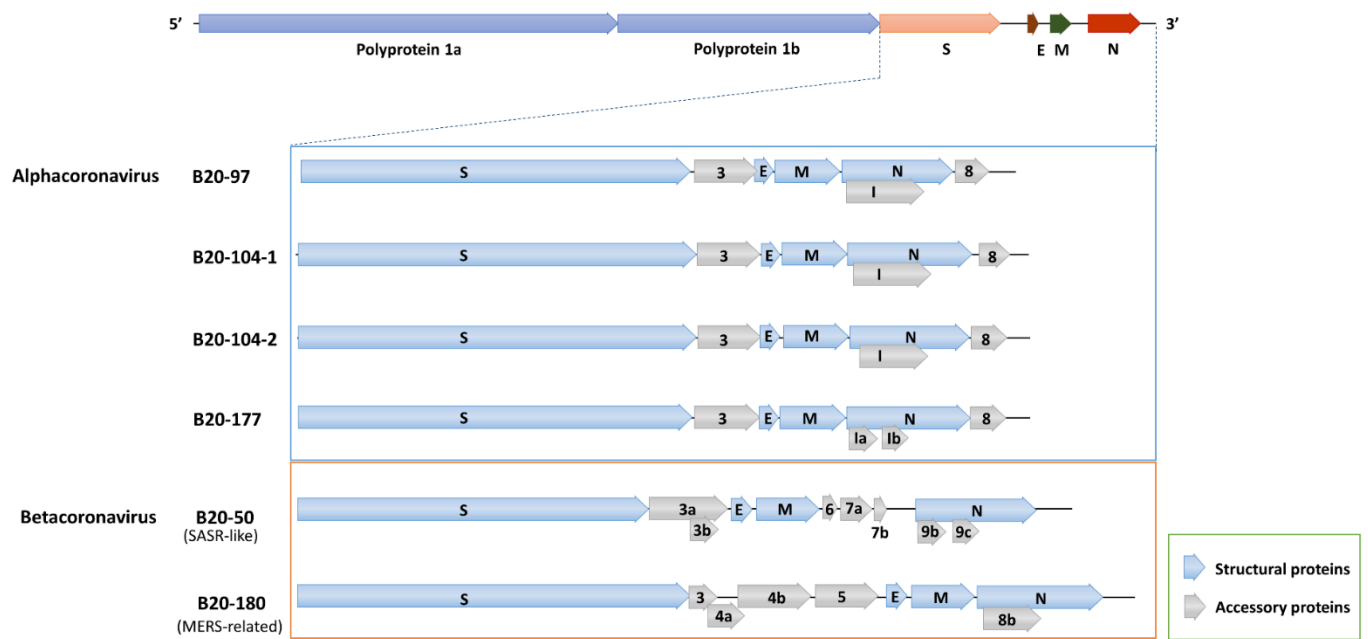 5’ 3’
Polyprotein 1a Polyprotein 1b S E M N
Alphacoronavirus B20-97 S 3 E M N 8
I
B20-104-1 S 3 E M N 8
I
B20-104-2 S 3 E M N 8
I
B20-177 S 3 E M N 8
Ia Ib
Betacoronavirus B20-50 S 3a E M 6 7a N
(SASR-like) 3b 7b 9b 9c
Structural proteins
B20-180 S 3 4b 5 E M N
(MERS-related) 4a 8b
Accessory proteins